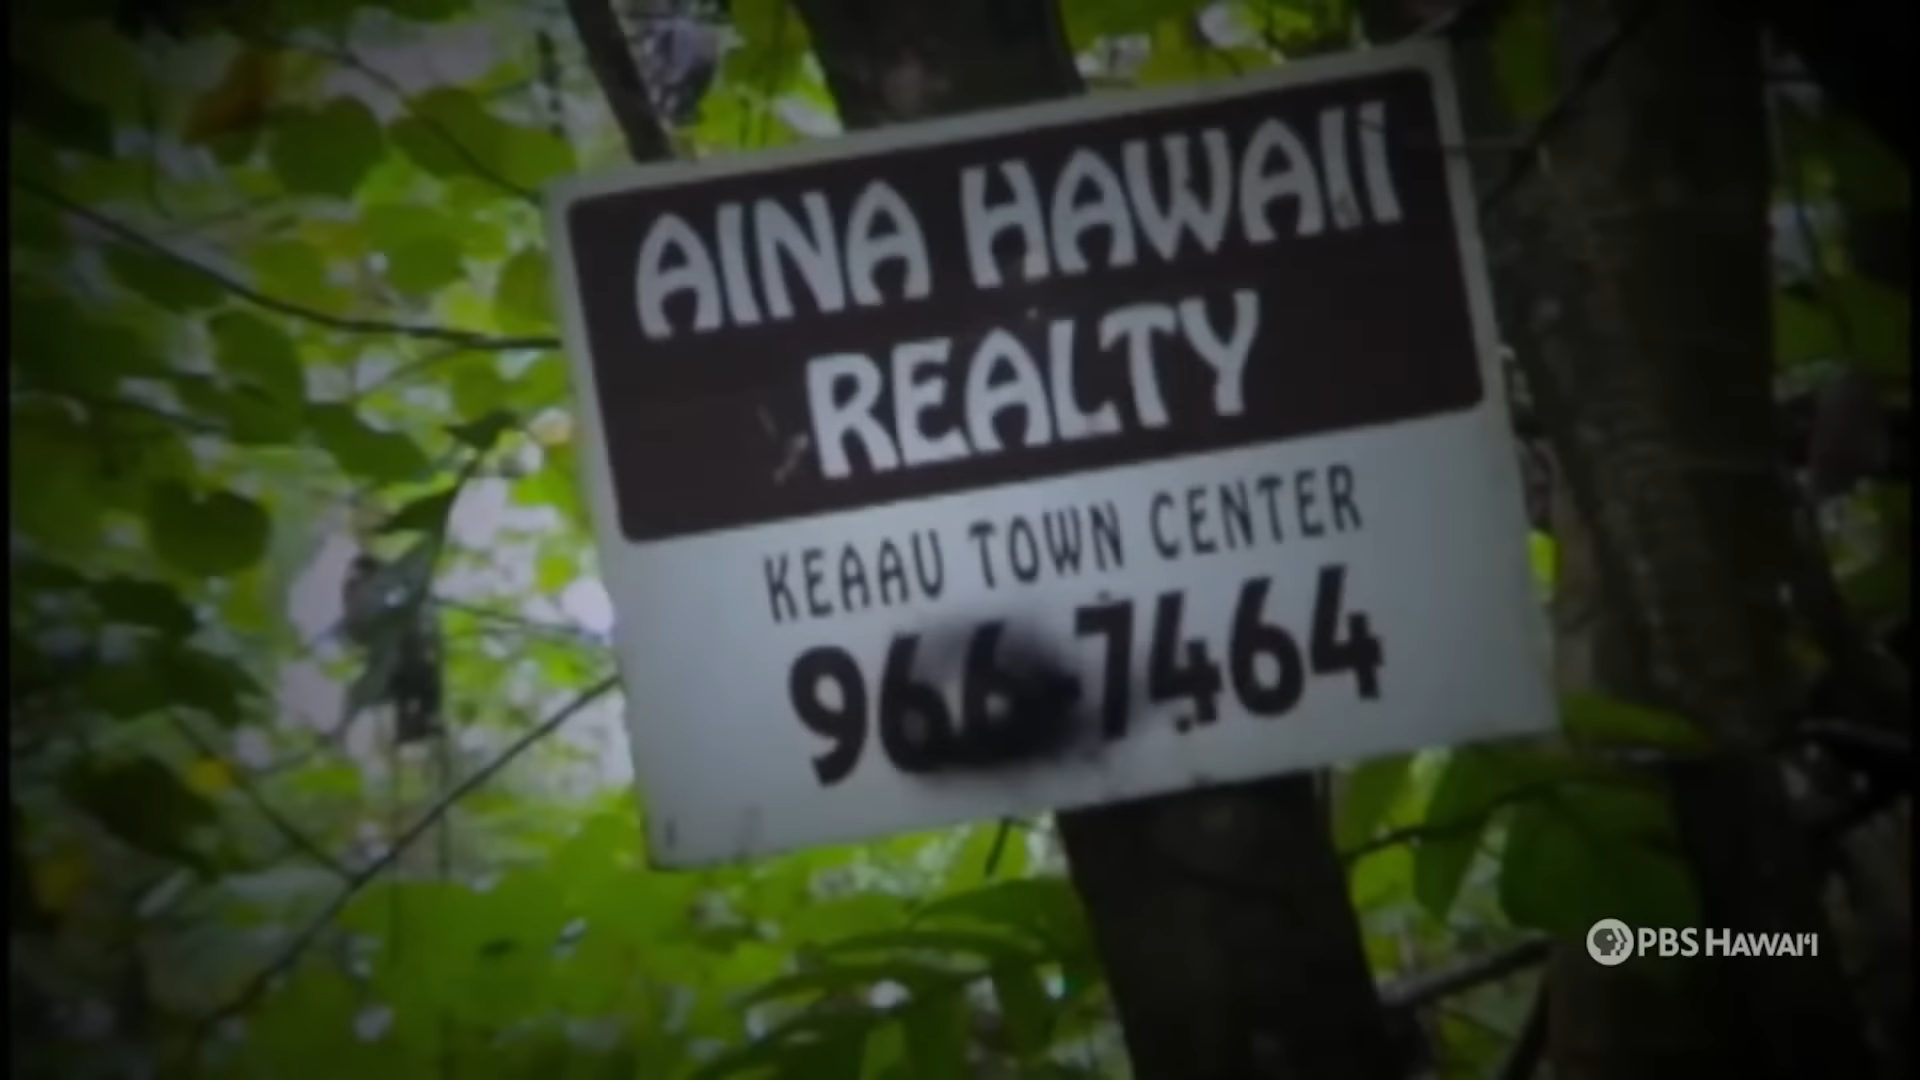 AINA HAWAII
REALTY
KEAAU TOWN CENTER
966-7464
PBS HAWAIʻI